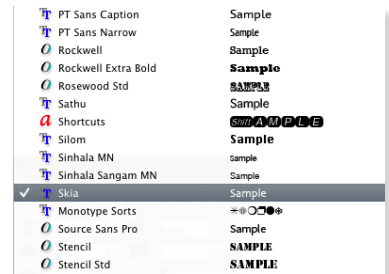 PT Sans Caption Sample
PT Sans Narrow Sample
Rockwell Sample
Rockwell Extra Bold Sample
Rosewood Std SAMPLE
Sathu Sample
Shortcuts Shift A M P L E
Silom Sample
Sinhala MN Sample
Sinhala Sangam MN Sample
Skia Sample
Monotype Sorts ✳❁❍❐●❅
Source Sans Pro Sample
Stencil SAMPLE
Stencil Std SAMPLE